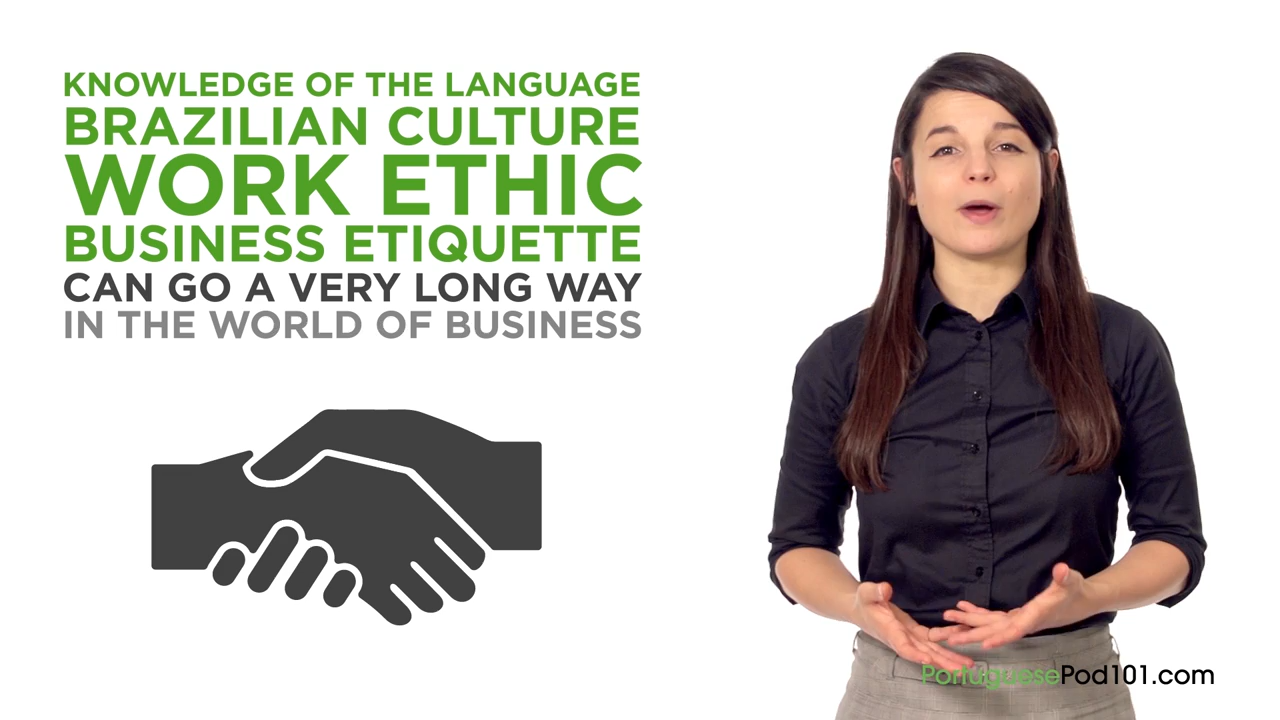 KNOWLEDGE OF THE LANGUAGE
BRAZILIAN CULTURE
WORK ETHIC
BUSINESS ETIQUETTE
CAN GO A VERY LONG WAY
IN THE WORLD OF BUSINESS
PortuguesePod101.com